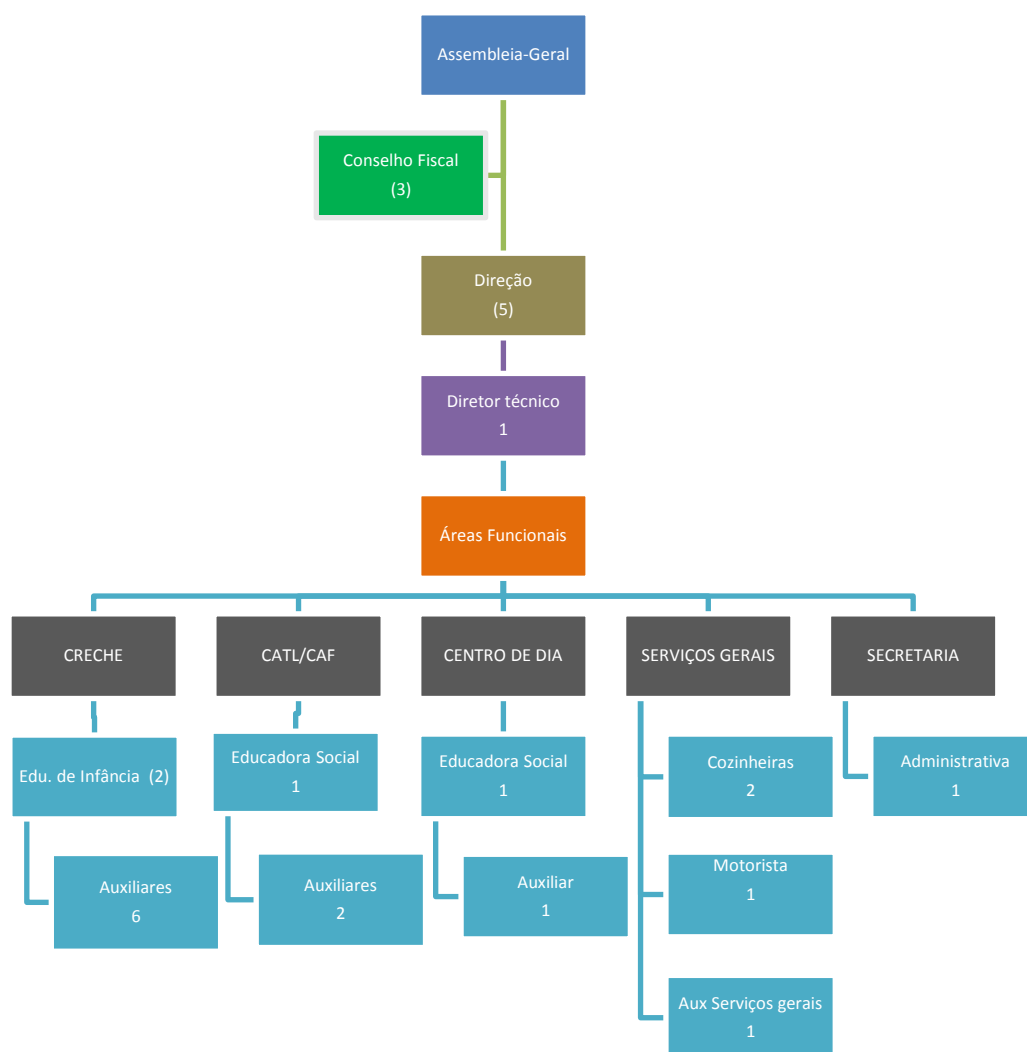 Assembleia-Geral
Conselho Fiscal
(3)
Direção
(5)
Diretor técnico
1
Áreas Funcionais
CRECHE
CATL/CAF
CENTRO DE DIA
SERVIÇOS GERAIS
SECRETARIA
Edu. de Infância (2)
Educadora Social
1
Educadora Social
1
Cozinheiras
2
Administrativa
1
Auxiliares
6
Auxiliares
2
Auxiliar
1
Motorista
1
Aux Serviços gerais
1